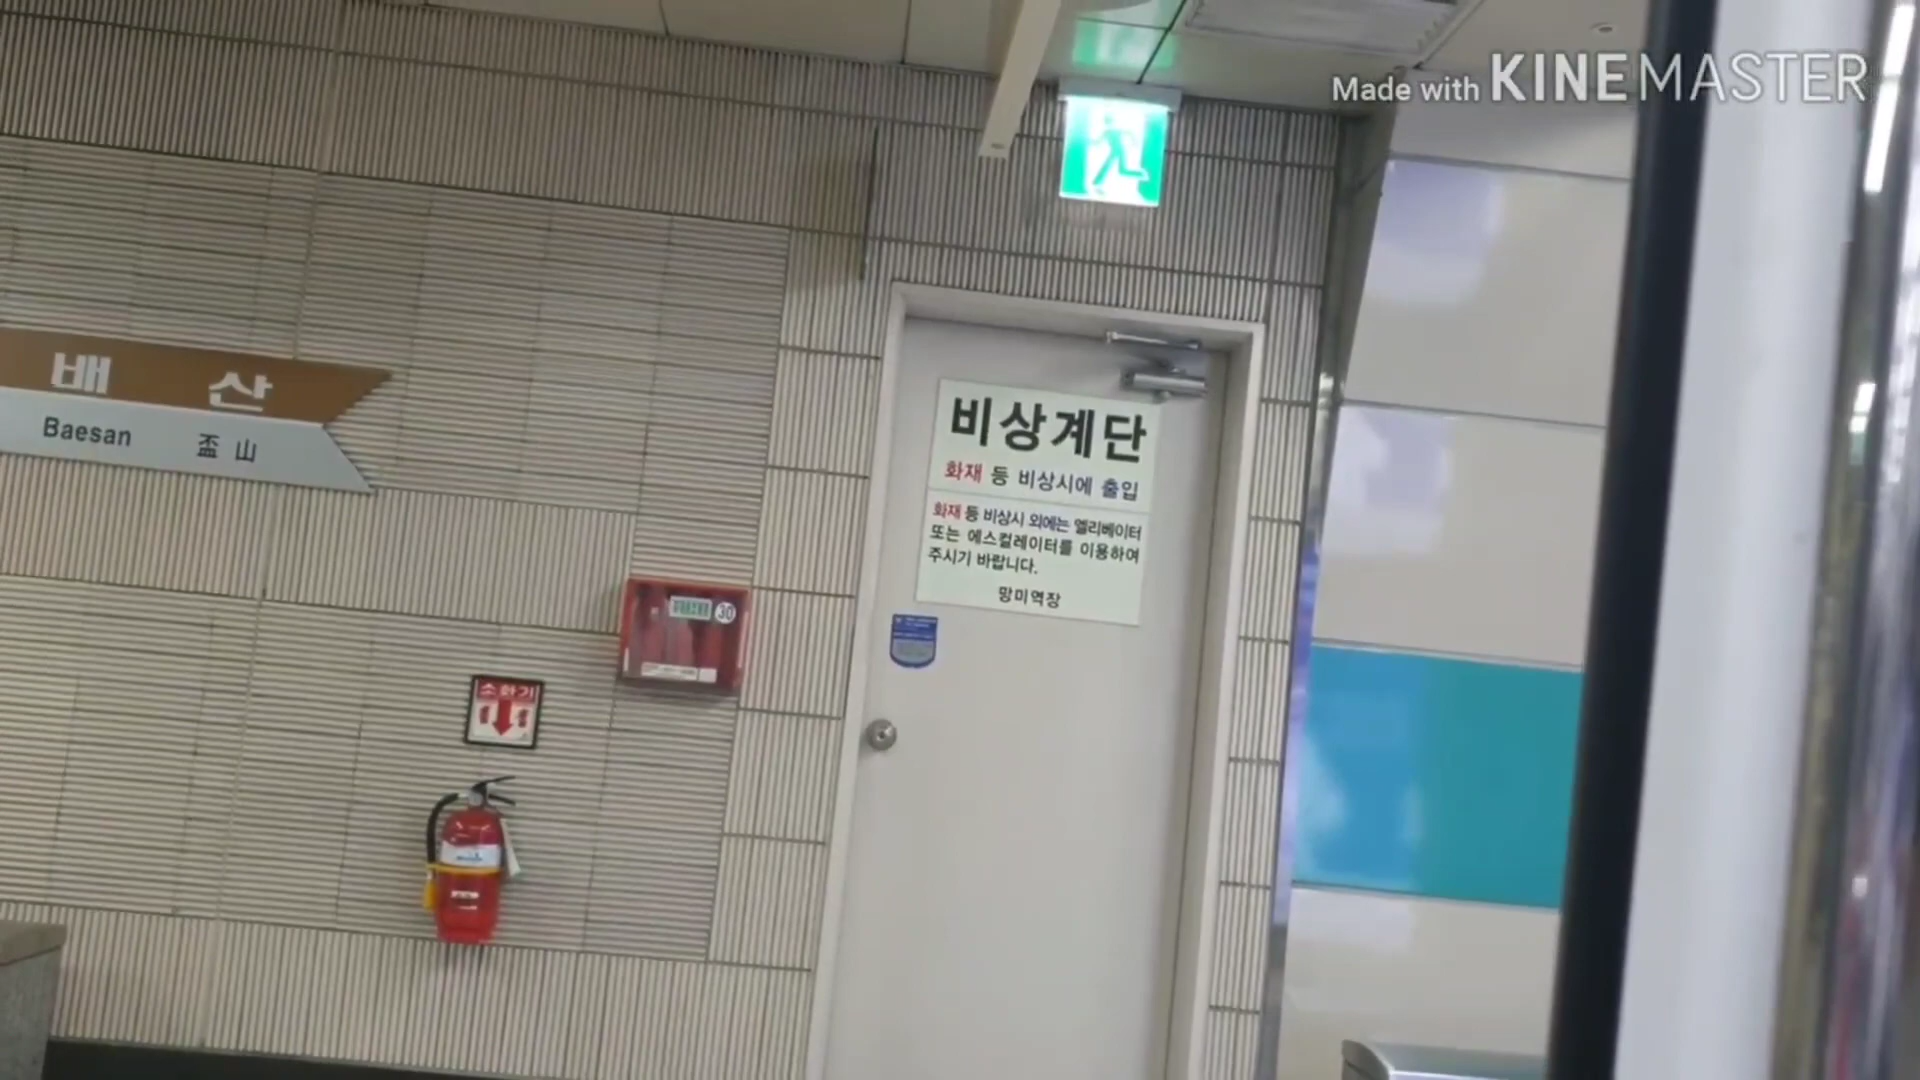 Made with KINEMASTER
배 산
Baesan 盃山
비상계단
화재 등 비상시에 출입
화재 등 비상시 외에는 엘리베이터
또는 에스컬레이터를 이용하여
주시기 바랍니다.
망미역장
30
소화기